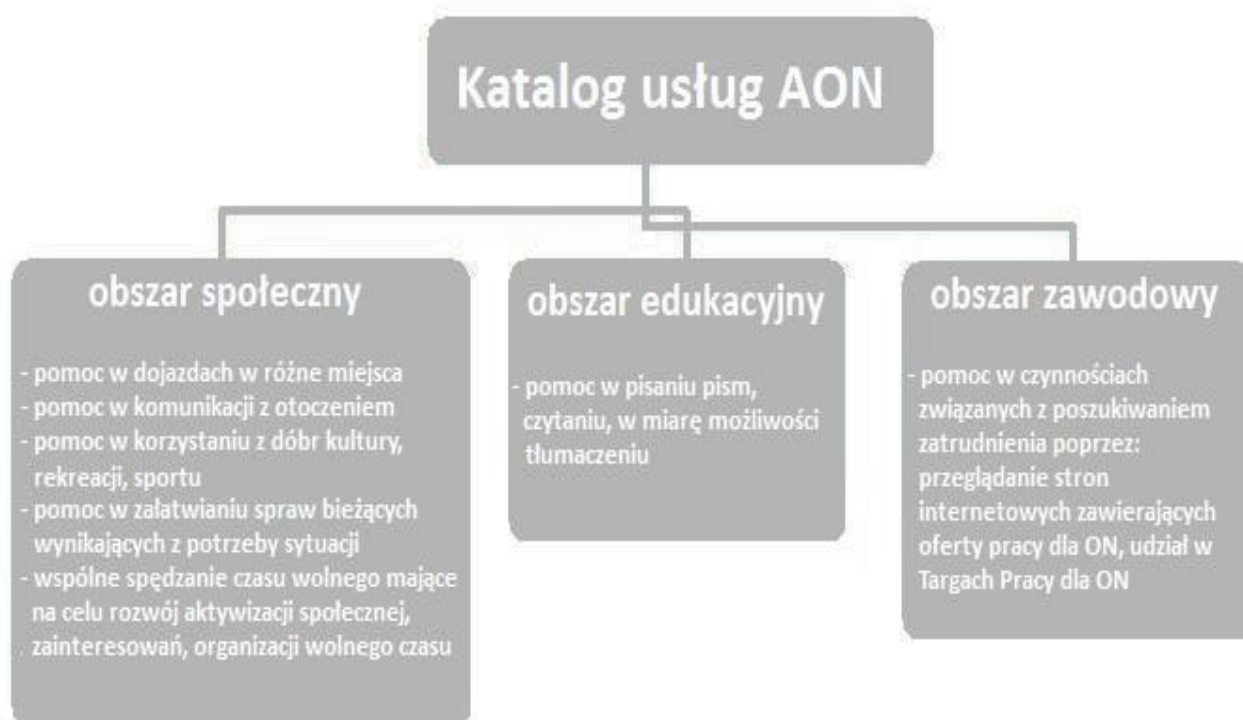 Katalog usług AON
obszar społeczny
- pomoc w dojazdach w różne miejsca
- pomoc w komunikacji z otoczeniem
- pomoc w korzystaniu z dóbr kultury,
rekreacji, sportu
- pomoc w załatwianiu spraw bieżących
wynikających z potrzeby sytuacji
- wspólne spędzanie czasu wolnego mające
na celu rozwój aktywizacji społecznej,
zainteresowań, organizacji wolnego czasu
obszar edukacyjny
- pomoc w pisaniu pism,
czytaniu, w miarę możliwości
tłumaczeniu
obszar zawodowy
- pomoc w czynnościach
związanych z poszukiwaniem
zatrudnienia poprzez:
przeglądanie stron
internetowych zawierających
oferty pracy dla ON, udział w
Targach Pracy dla ON